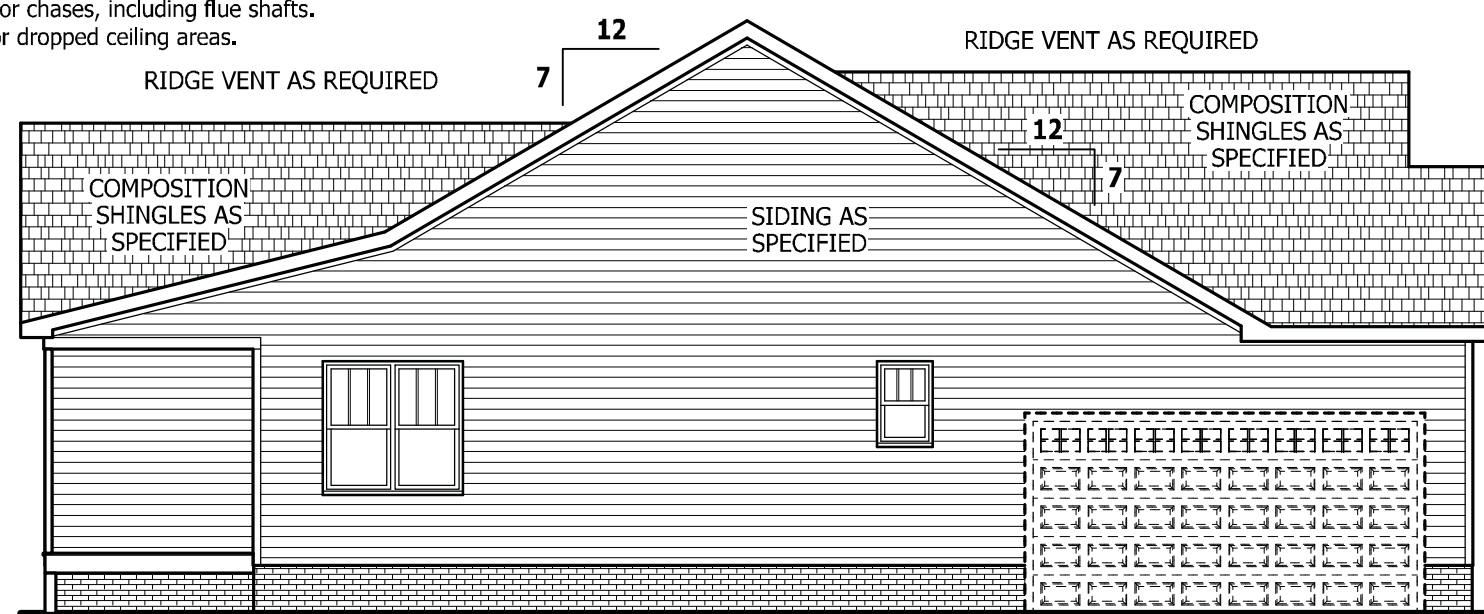 or chases, including flue shafts.
or dropped ceiling areas.
RIDGE VENT AS REQUIRED
12
7
RIDGE VENT AS REQUIRED
COMPOSITION
SHINGLES AS
SPECIFIED
12
7
COMPOSITION
SHINGLES AS
SPECIFIED
SIDING AS
SPECIFIED